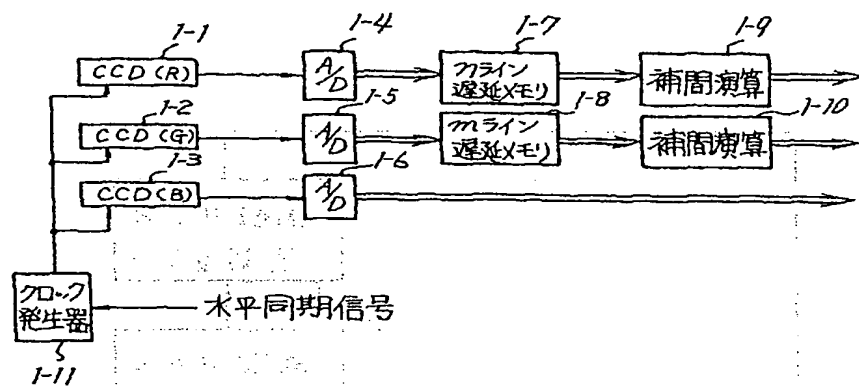 1-1
CCD(R)
1-4
A/D
1-7
nライン
遅延メモリ
1-9
補間演算
1-2
CCD(G)
1-5
A/D
1-8
mライン
遅延メモリ
1-10
補間演算
1-3
CCD(B)
1-6
A/D
クロック
発生器
水平同期信号
1-11